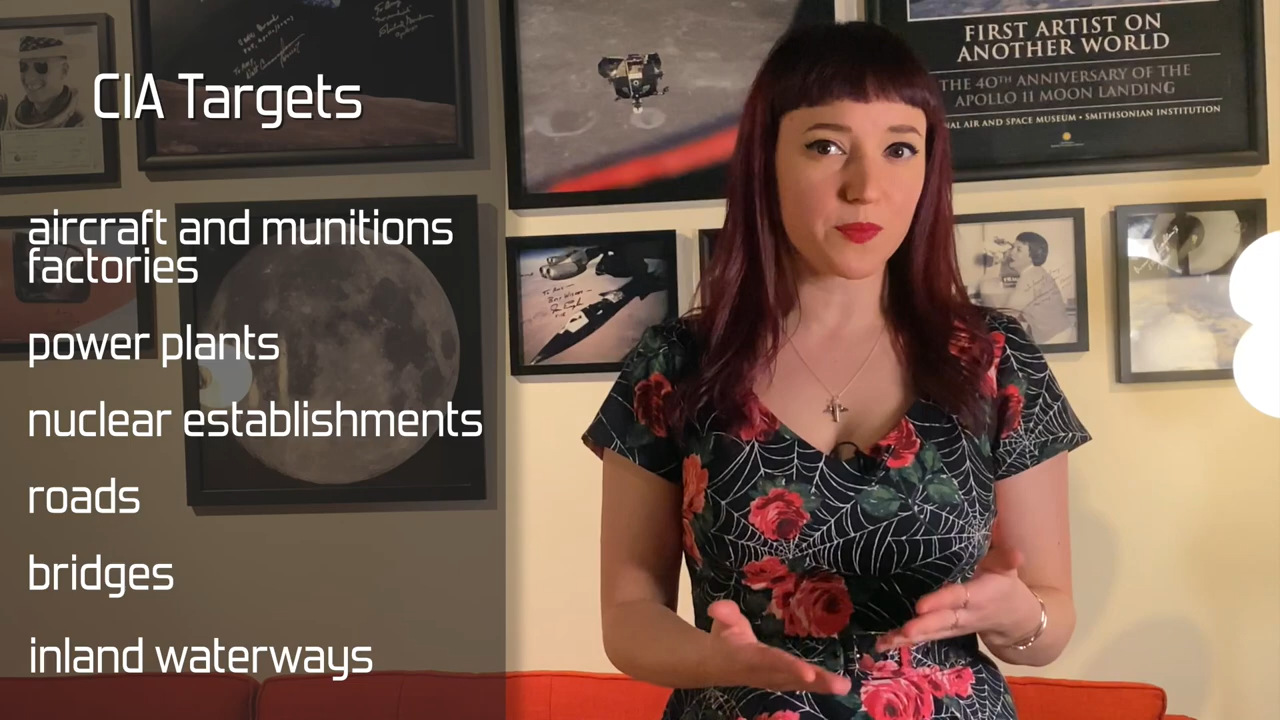 CIA Targets
aircraft and munitions
factories
power plants
nuclear establishments
roads
bridges
inland waterways
FIRST ARTIST ON
ANOTHER WORLD
THE 40TH ANNIVERSARY OF THE
APOLLO 11 MOON LANDING
AIR AND SPACE MUSEUM • SMITHSONIAN INSTITUTION